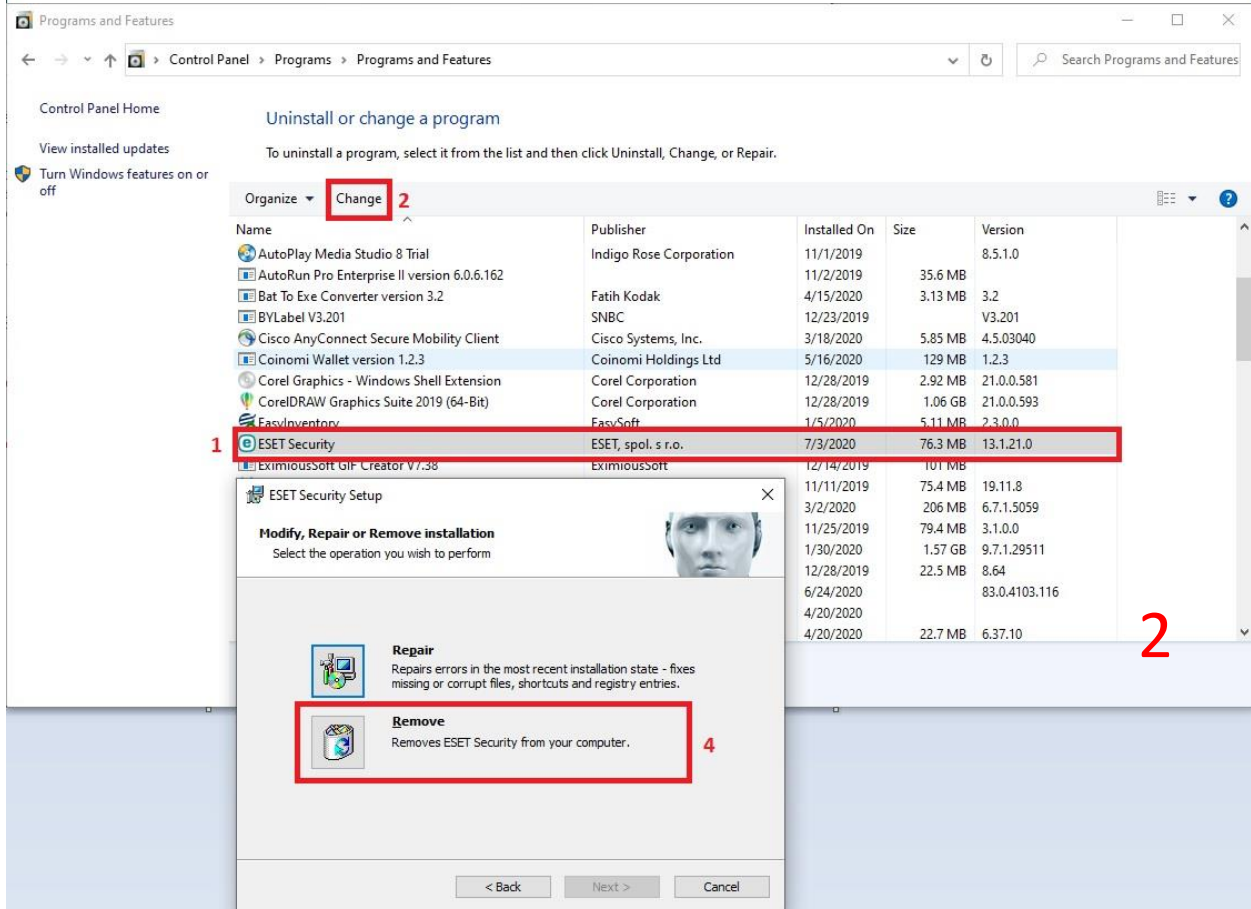 Programs and Features
Control Panel > Programs > Programs and Features
Search Programs and Features
Control Panel Home
View installed updates
Turn Windows features on or
off
Uninstall or change a program
To uninstall a program, select it from the list and then click Uninstall, Change, or Repair.
Organize Change 2
Name Publisher Installed On Size Version
AutoPlay Media Studio 8 Trial Indigo Rose Corporation 11/1/2019 8.5.1.0
AutoRun Pro Enterprise II version 6.0.6.162 11/2/2019 35.6 MB
Bat To Exe Converter version 3.2 Fatih Kodak 4/15/2020 3.13 MB 3.2
BYLabel V3.201 SNBC 12/23/2019 V3.201
Cisco AnyConnect Secure Mobility Client Cisco Systems, Inc. 3/18/2020 5.85 MB 4.5.03040
Coinomi Wallet version 1.2.3 Coinomi Holdings Ltd 5/16/2020 129 MB 1.2.3
Corel Graphics - Windows Shell Extension Corel Corporation 12/28/2019 2.92 MB 21.0.0.581
CorelDRAW Graphics Suite 2019 (64-Bit) Corel Corporation 12/28/2019 1.06 GB 21.0.0.593
EasyInventory EasySoft 1/5/2020 5.11 MB 2.3.0.0
1 ESET Security ESET, spol. s r.o. 7/3/2020 76.3 MB 13.1.21.0
EximiousSoft GIF Creator V7.38 EximiousSoft 12/14/2019 101 MB
11/11/2019 75.4 MB 19.11.8
3/2/2020 206 MB 6.7.1.5059
11/25/2019 79.4 MB 3.1.0.0
1/30/2020 1.57 GB 9.7.1.29511
12/28/2019 22.5 MB 8.64
6/24/2020 83.0.4103.116
4/20/2020
4/20/2020 22.7 MB 6.37.10
2
ESET Security Setup
Modify, Repair or Remove installation
Select the operation you wish to perform
Repair
Repairs errors in the most recent installation state - fixes
missing or corrupt files, shortcuts and registry entries.
Remove
Removes ESET Security from your computer.
4
< Back Next > Cancel